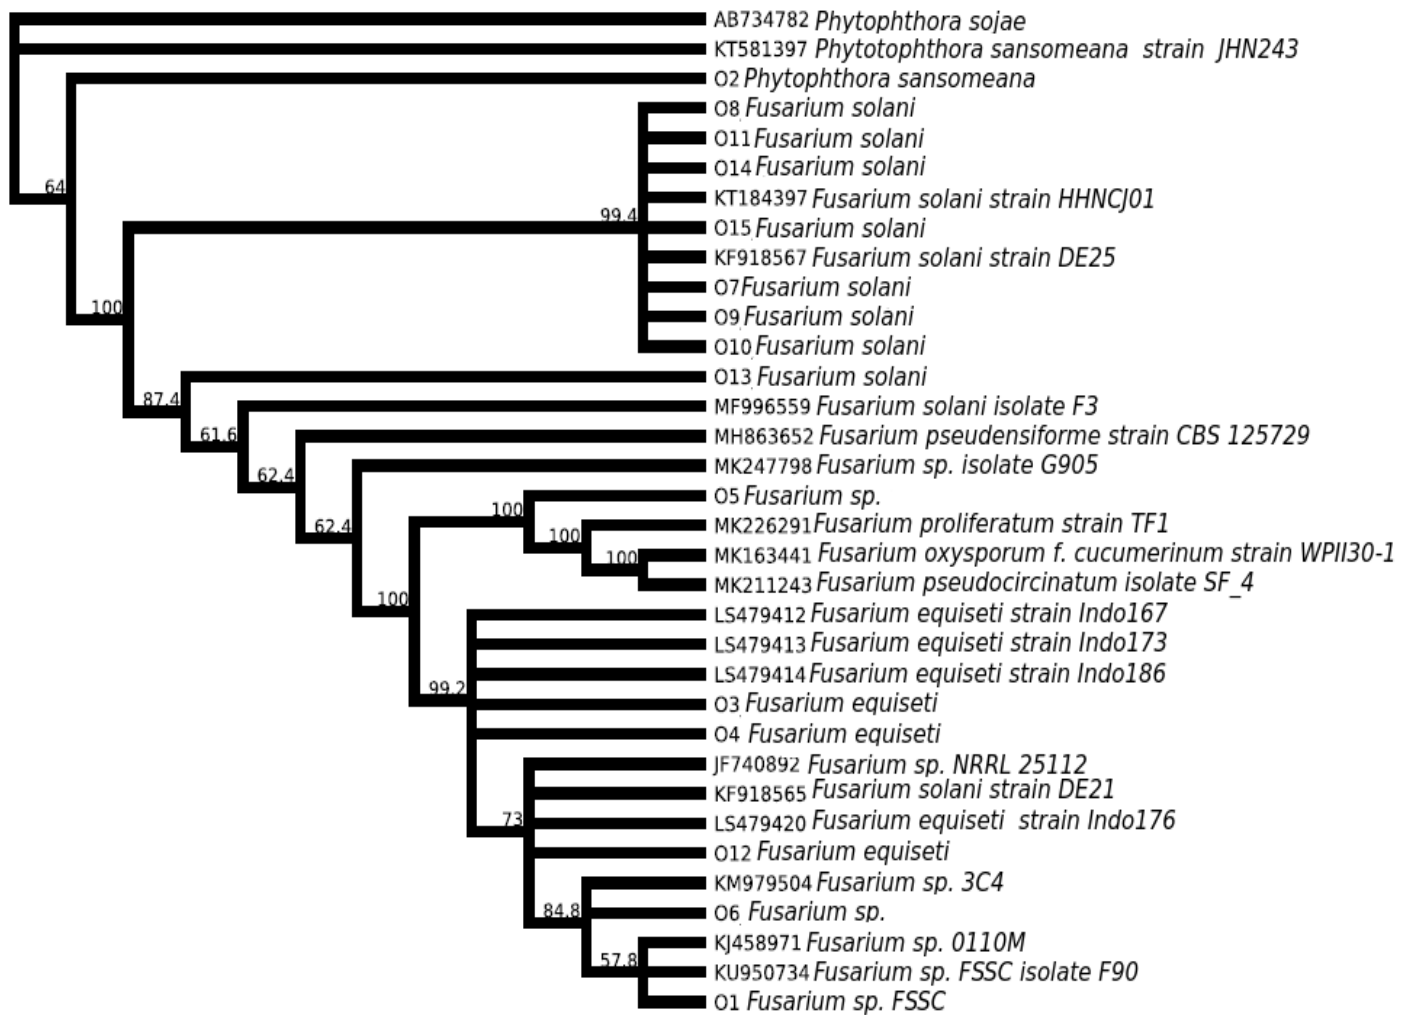 AB734782 Phytophthora sojae
KT581397 Phytotophthora sansomeana strain JHN243
O2 Phytophthora sansomeana
O8 Fusarium solani
O11 Fusarium solani
64
O14 Fusarium solani
KT184397 Fusarium solani strain HHNCJ01
99.4
O15 Fusarium solani
KF918567 Fusarium solani strain DE25
O7 Fusarium solani
100
O9 Fusarium solani
O10 Fusarium solani
O13 Fusarium solani
87.4
MF996559 Fusarium solani isolate F3
61.6
MH863652 Fusarium pseudensiforme strain CBS 125729
62.4
MK247798 Fusarium sp. isolate G905
O5 Fusarium sp.
100
62.4
MK226291 Fusarium proliferatum strain TF1
100
MK163441 Fusarium oxysporum f. cucumerinum strain WPII30-1
100
MK211243 Fusarium pseudocircinatum isolate SF_4
100
LS479412 Fusarium equiseti strain Indo167
LS479413 Fusarium equiseti strain Indo173
LS479414 Fusarium equiseti strain Indo186
99.2
O3 Fusarium equiseti
O4 Fusarium equiseti
JF740892 Fusarium sp. NRRL 25112
KF918565 Fusarium solani strain DE21
73
LS479420 Fusarium equiseti strain Indo176
O12 Fusarium equiseti
KM979504 Fusarium sp. 3C4
84.8
O6 Fusarium sp.
KJ458971 Fusarium sp. 0110M
57.8
KU950734 Fusarium sp. FSSC isolate F90
O1 Fusarium sp. FSSC